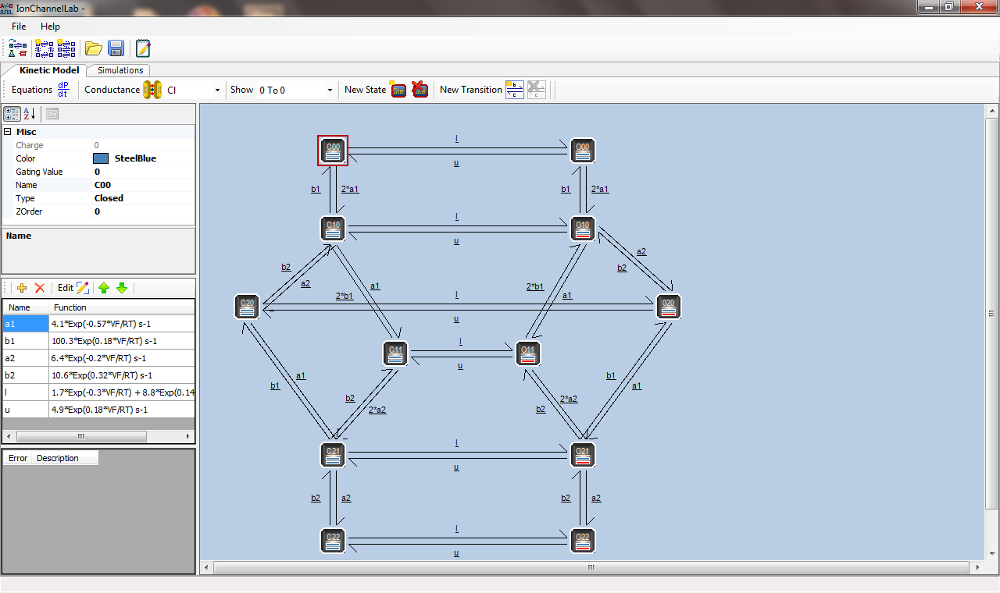 IonChannelLab -
File Help
Kinetic Model Simulations
Equations dP/dt Conductance Cl Show 0 To 0 New State Ste Ste New Transition b c c
A Z
Misc
Charge 0
Color SteelBlue
Gating Value 0
Name C00
Type Closed
ZOrder 0
Name
Edit
Name Function
a1 4.1*Exp(-0.57*VF/RT) s-1
b1 100.3*Exp(0.18*VF/RT) s-1
a2 6.4*Exp(-0.2*VF/RT) s-1
b2 10.6*Exp(0.32*VF/RT) s-1
l 1.7*Exp(-0.3*VF/RT) + 8.8*Exp(0.14
u 4.9*Exp(0.18*VF/RT) s-1
Error Description
l
C00 O00
u
b1 2*a1 b1 2*a1
l
C10 O10
u
b2 a2
a2 b2
2*b1 a1 2*b1 a1
l
C20 020
u
l
C11 O11
u
a1 b1
b1 a1
b2 2*a2
2*a2 b2
l
C21 O21
u
b2 a2 b2 a2
l
C22 O22
u